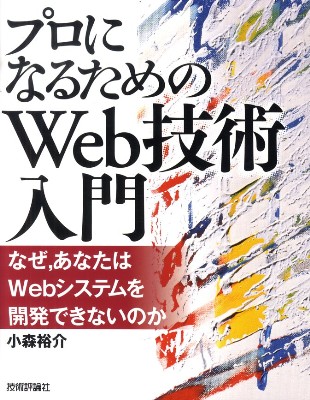 プロに
なるための
Web技術
入門
なぜ,あなたは
Webシステムを
開発できないのか
小森裕介
技術評論社